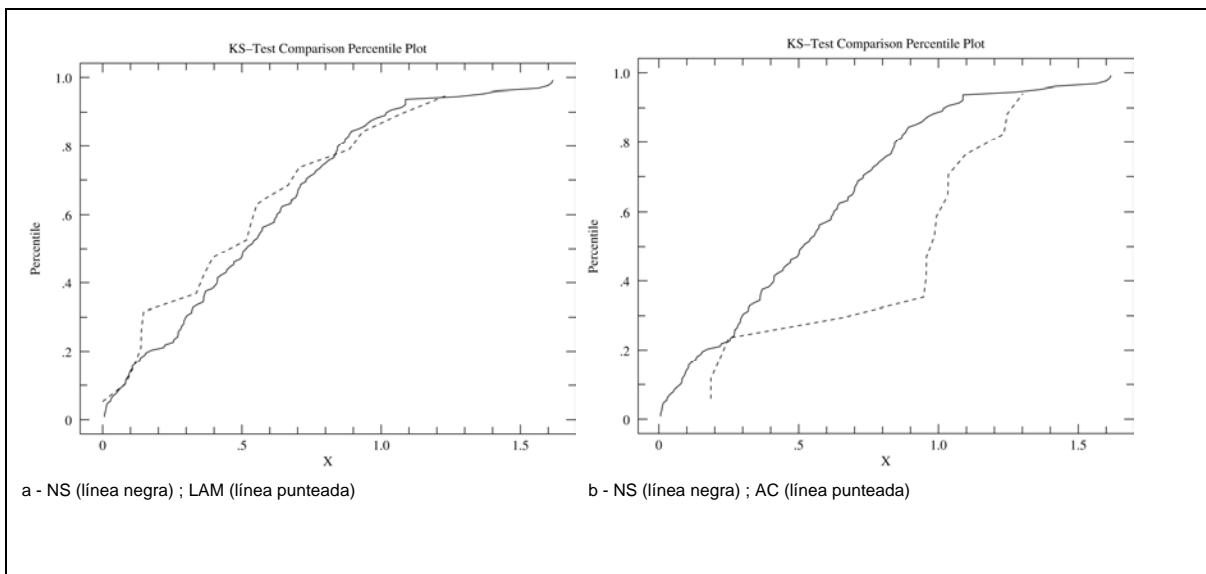 KS–Test Comparison Percentile Plot
1.0
.8
.6
.4
.2
0
Percentile
0 .5 1.0 1.5
X
a - NS (línea negra) ; LAM (línea punteada)
KS–Test Comparison Percentile Plot
1.0
.8
.6
.4
.2
0
Percentile
0 .5 1.0 1.5
X
b - NS (línea negra) ; AC (línea punteada)